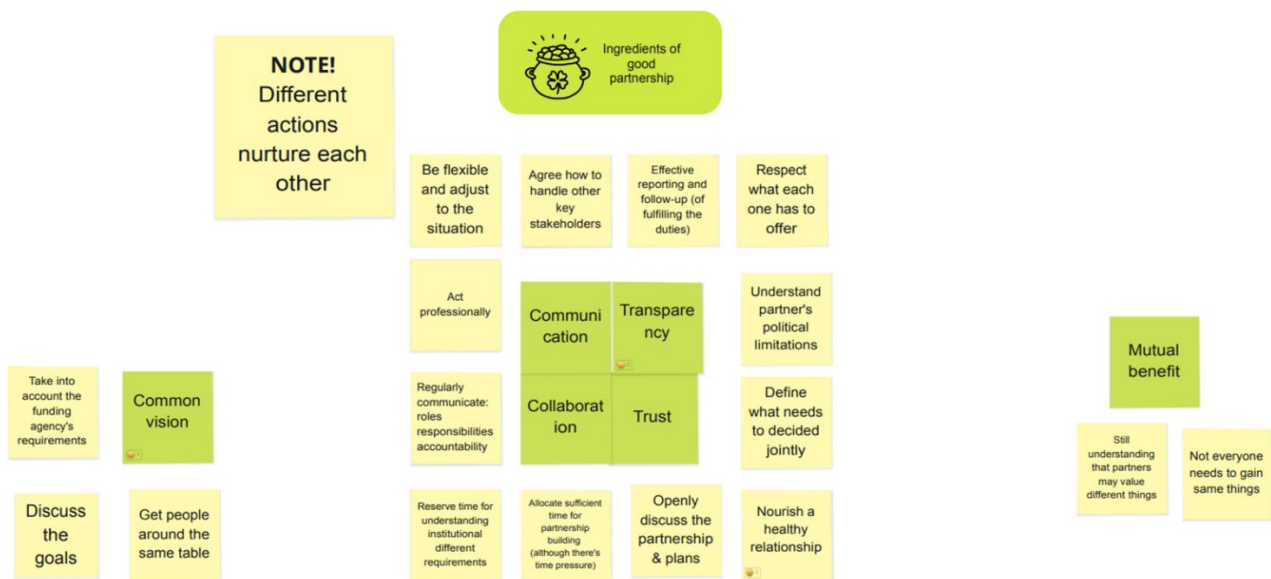 NOTE!
Different
actions
nurture each
other
Ingredients of
good
partnership
Be flexible
and adjust
to the
situation
Agree how to
handle other
key
stakeholders
Effective
reporting and
follow-up (of
fulfilling the
duties)
Respect
what each
one has to
offer
Act
professionally
Communi
cation
Transpare
ncy
Understand
partner's
political
limitations
Mutual
benefit
Take into
account the
funding
agency's
requirements
Common
vision
Regularly
communicate:
roles
responsibilities
accountability
Collaborat
ion
Trust
Define
what needs
to decided
jointly
Still
understanding
that partners
may value
different things
Not everyone
needs to gain
same things
Discuss
the
goals
Get people
around the
same table
Reserve time for
understanding
institutional
different
requirements
Allocate sufficient
time for
partnership
building
(although there's
time pressure)
Openly
discuss the
partnership
& plans
Nourish a
healthy
relationship